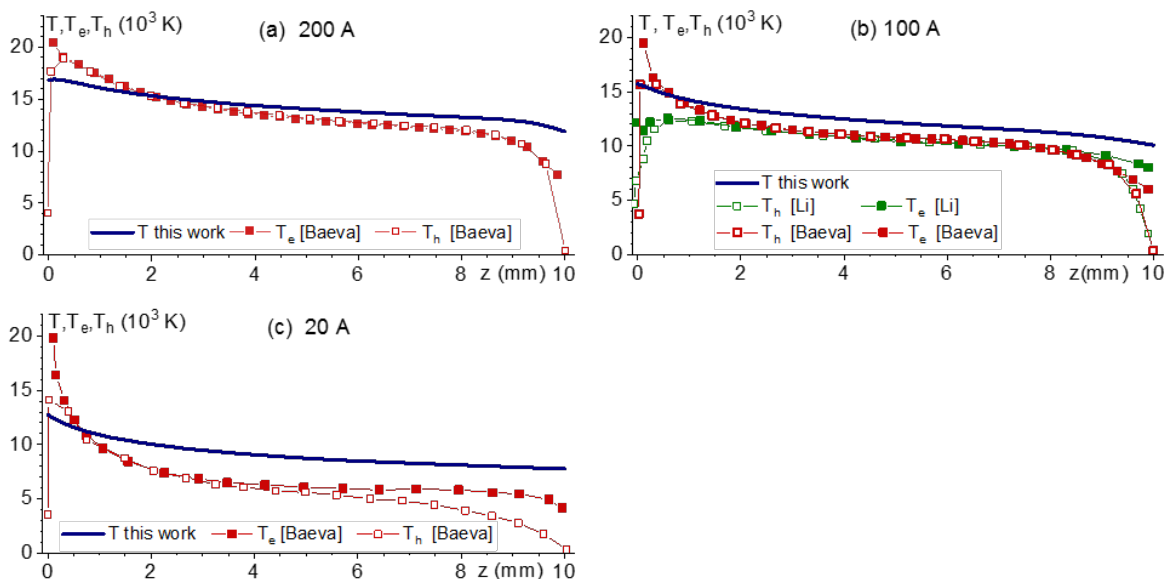 T,Tₑ,Tₕ (10³ K)
(a) 200 A
20
15
10
5
0
T this work
Tₑ [Baeva]
Tₕ [Baeva]
0 2 4 6 8 10
z (mm)
T, Tₑ,Tₕ (10³ K)
(b) 100 A
20
15
10
5
0
T this work
Tₕ [Li] Tₑ [Li]
Tₕ [Baeva] Tₑ [Baeva]
0 2 4 6 8 10
z(mm)
T,Tₑ,Tₕ (10³ K)
(c) 20 A
20
15
10
5
0
T this work
Tₑ [Baeva]
Tₕ [Baeva]
0 2 4 6 8 10
z (mm)